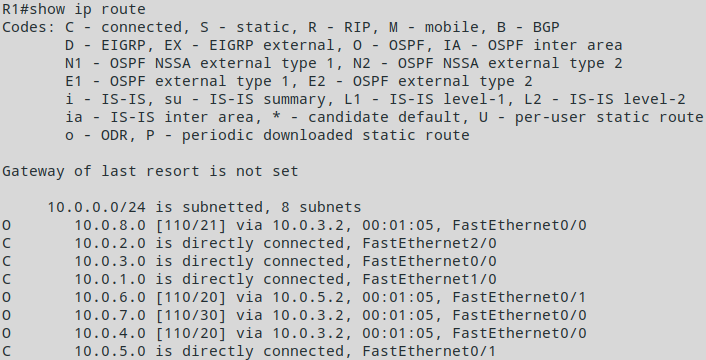 R1#show ip route
Codes: C - connected, S - static, R - RIP, M - mobile, B - BGP
       D - EIGRP, EX - EIGRP external, O - OSPF, IA - OSPF inter area
       N1 - OSPF NSSA external type 1, N2 - OSPF NSSA external type 2
       E1 - OSPF external type 1, E2 - OSPF external type 2
       i - IS-IS, su - IS-IS summary, L1 - IS-IS level-1, L2 - IS-IS level-2
       ia - IS-IS inter area, * - candidate default, U - per-user static route
       o - ODR, P - periodic downloaded static route
Gateway of last resort is not set
     10.0.0.0/24 is subnetted, 8 subnets
O       10.0.8.0 [110/21] via 10.0.3.2, 00:01:05, FastEthernet0/0
C       10.0.2.0 is directly connected, FastEthernet2/0
C       10.0.3.0 is directly connected, FastEthernet0/0
C       10.0.1.0 is directly connected, FastEthernet1/0
O       10.0.6.0 [110/20] via 10.0.5.2, 00:01:05, FastEthernet0/1
O       10.0.7.0 [110/30] via 10.0.3.2, 00:01:05, FastEthernet0/0
O       10.0.4.0 [110/20] via 10.0.3.2, 00:01:05, FastEthernet0/0
C       10.0.5.0 is directly connected, FastEthernet0/1